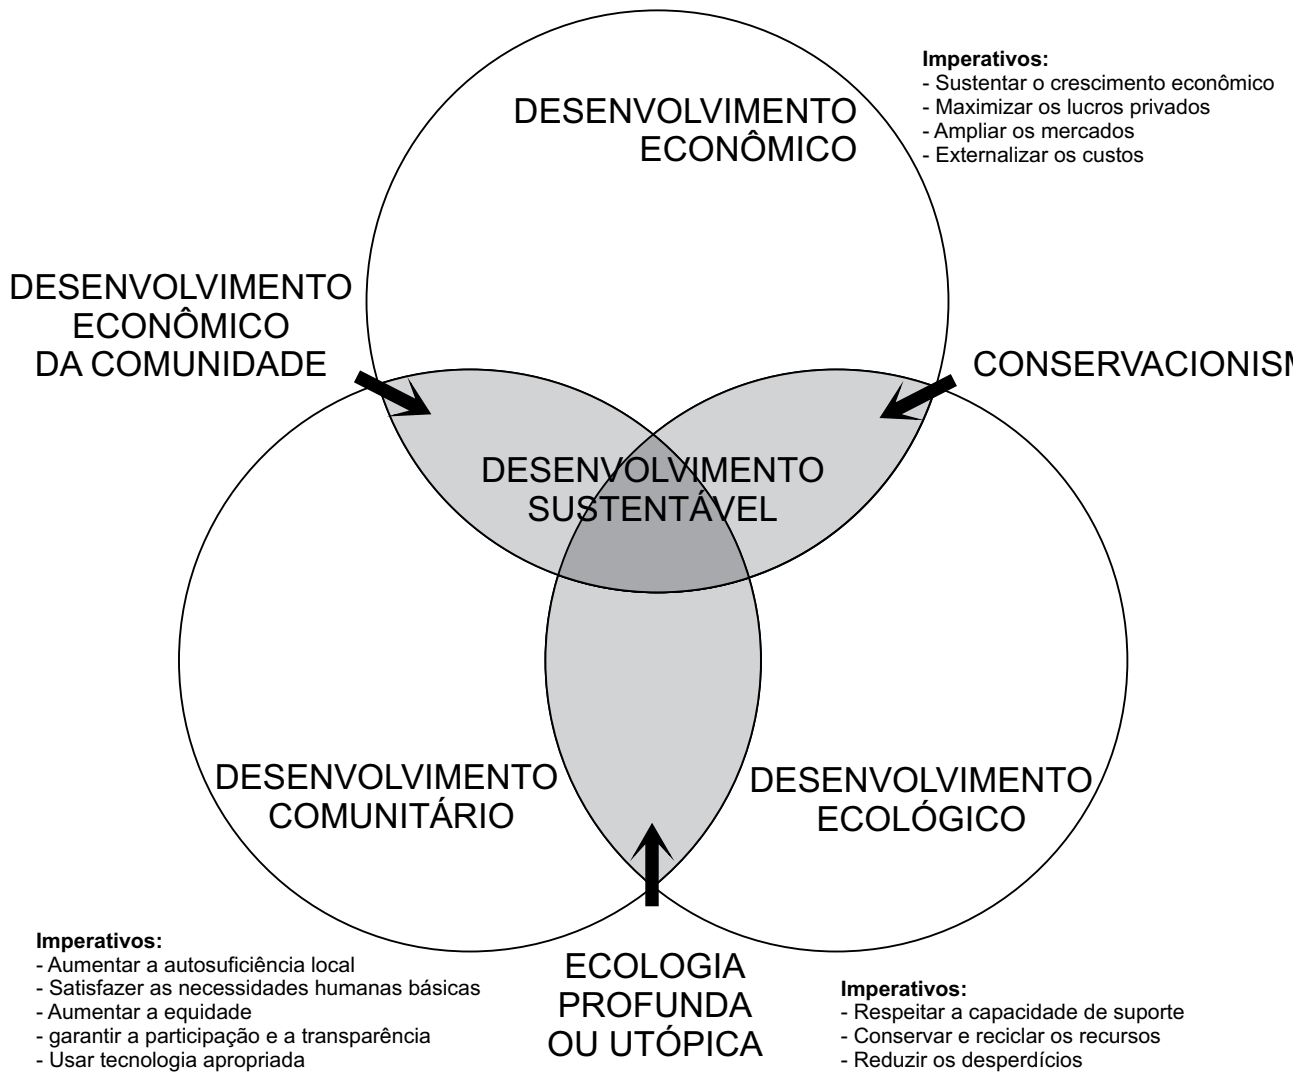 Imperativos:
- Sustentar o crescimento econômico
- Maximizar os lucros privados
- Ampliar os mercados
- Externalizar os custos
DESENVOLVIMENTO
ECONÔMICO
DESENVOLVIMENTO
ECONÔMICO
DA COMUNIDADE
CONSERVACIONISM
DESENVOLVIMENTO
SUSTENTÁVEL
DESENVOLVIMENTO
COMUNITÁRIO
DESENVOLVIMENTO
ECOLÓGICO
Imperativos:
- Aumentar a autosuficiência local
- Satisfazer as necessidades humanas básicas
- Aumentar a equidade
- garantir a participação e a transparência
- Usar tecnologia apropriada
ECOLOGIA
PROFUNDA
OU UTÓPICA
Imperativos:
- Respeitar a capacidade de suporte
- Conservar e reciclar os recursos
- Reduzir os desperdícios